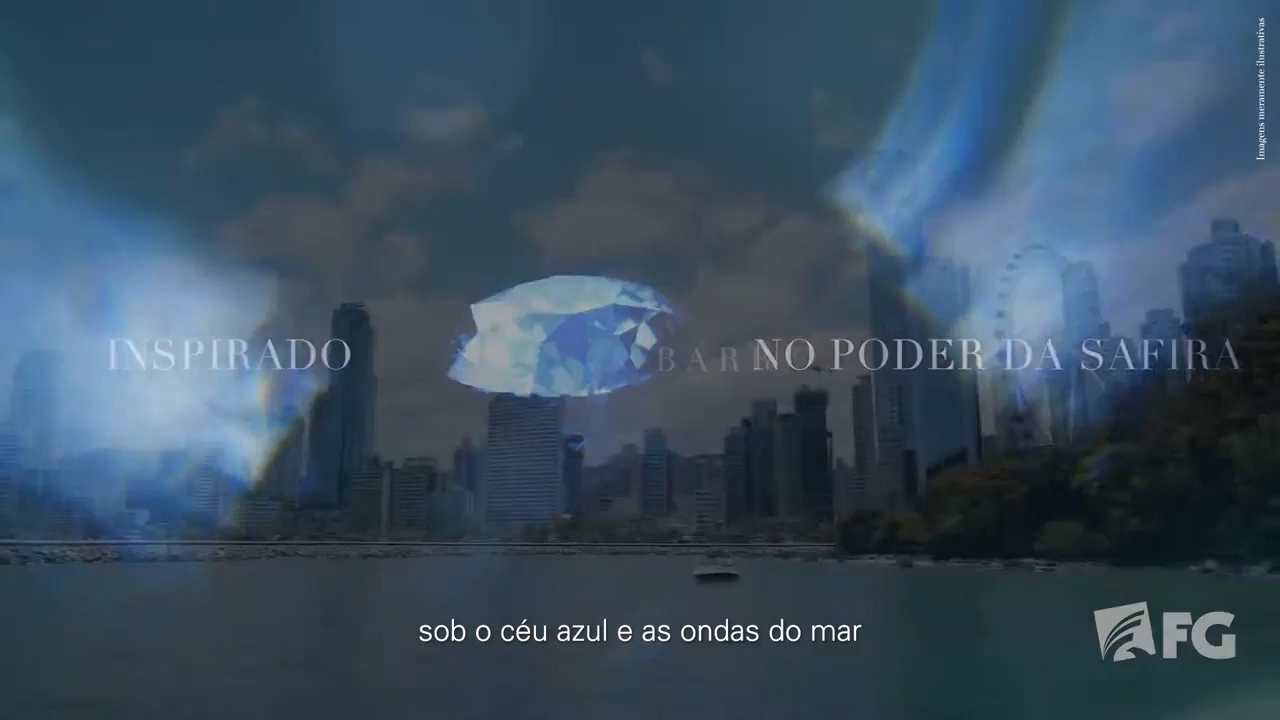 Imagens meramente ilustrativas
INSPIRADO NO PODER DA SAFIRA
sob o céu azul e as ondas do mar
FG